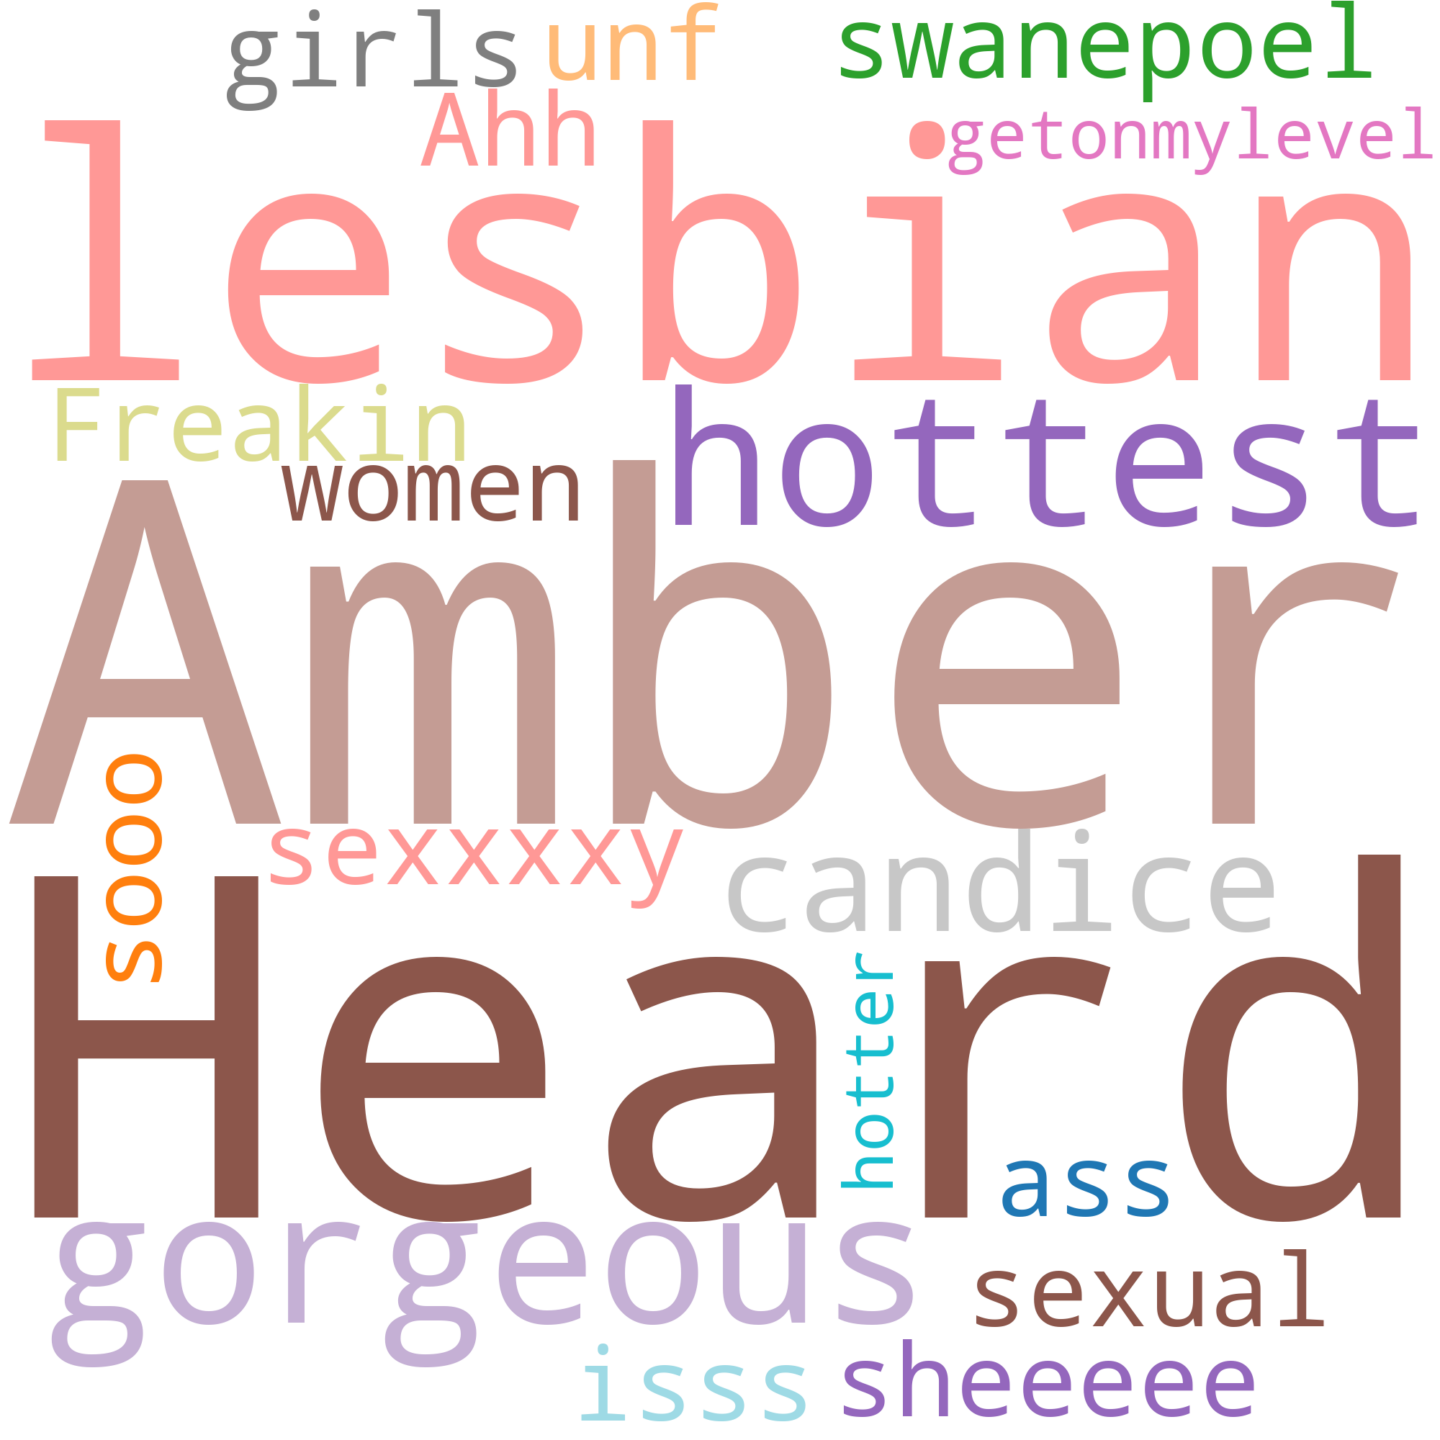 girls unf swanepoel
Ahh getonmylevel
lesbian
Freakin hottest
women
Amber
sooo
sexxxxy candice
Heard
hotter
ass
gorgeous
sexual
isss sheeeee